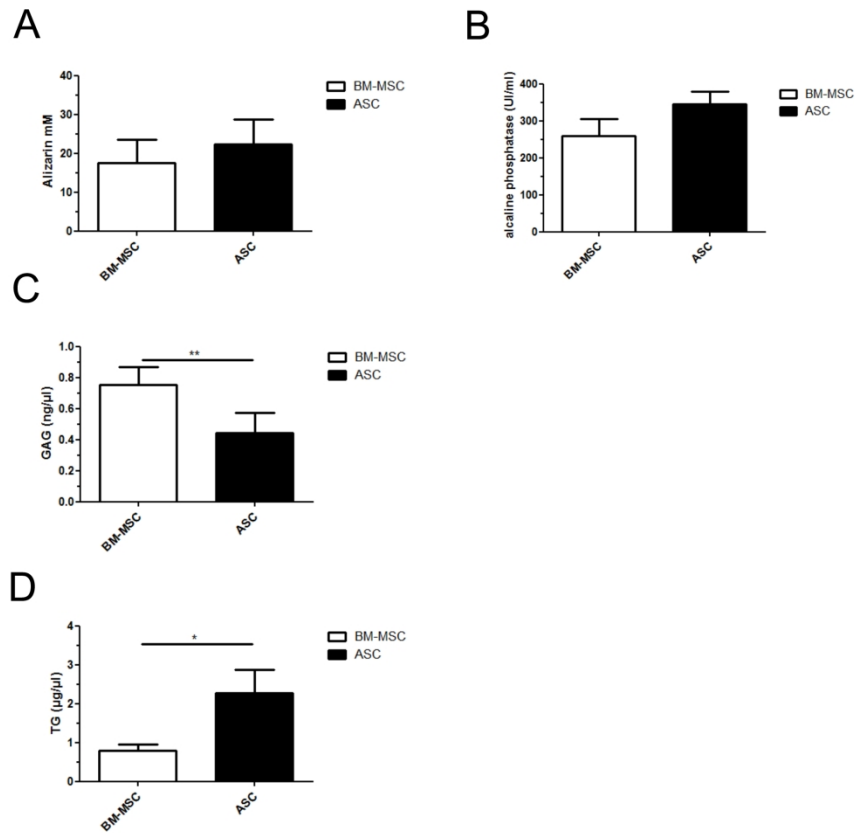 A
Alizarin mM
40
30
20
10
0
BM-MSC
ASC
BM-MSC
ASC
B
alcaline phosphatase (UI/ml)
400
300
200
100
0
BM-MSC
ASC
BM-MSC
ASC
C
GAG (ng/µl)
1.0
0.8
0.6
0.4
0.2
0.0
**
BM-MSC
ASC
BM-MSC
ASC
D
TG (µg/µl)
4
3
2
1
0
*
BM-MSC
ASC
BM-MSC
ASC